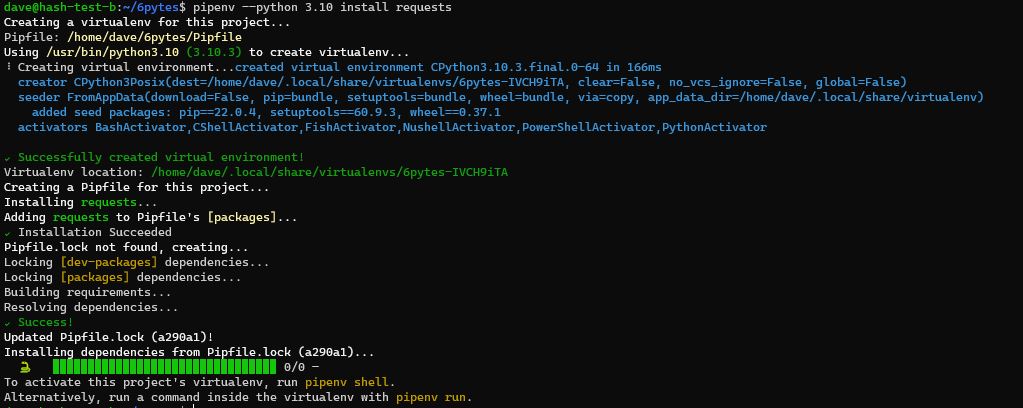 dave@hash-test-b:~/6pytes$ pipenv --python 3.10 install requests
Creating a virtualenv for this project...
Pipfile: /home/dave/6pytes/Pipfile
Using /usr/bin/python3.10 (3.10.3) to create virtualenv...
⠇ Creating virtual environment...created virtual environment CPython3.10.3.final.0-64 in 166ms
  creator CPython3Posix(dest=/home/dave/.local/share/virtualenvs/6pytes-IVCH9iTA, clear=False, no_vcs_ignore=False, global=False)
  seeder FromAppData(download=False, pip=bundle, setuptools=bundle, wheel=bundle, via=copy, app_data_dir=/home/dave/.local/share/virtualenv)
    added seed packages: pip==22.0.4, setuptools==60.9.3, wheel==0.37.1
  activators BashActivator,CShellActivator,FishActivator,NushellActivator,PowerShellActivator,PythonActivator
✔ Successfully created virtual environment!
Virtualenv location: /home/dave/.local/share/virtualenvs/6pytes-IVCH9iTA
Creating a Pipfile for this project...
Installing requests...
Adding requests to Pipfile's [packages]...
✔ Installation Succeeded
Pipfile.lock not found, creating...
Locking [dev-packages] dependencies...
Locking [packages] dependencies...
Building requirements...
Resolving dependencies...
✔ Success!
Updated Pipfile.lock (a290a1)!
Installing dependencies from Pipfile.lock (a290a1)...
0/0 —
To activate this project's virtualenv, run pipenv shell.
Alternatively, run a command inside the virtualenv with pipenv run.